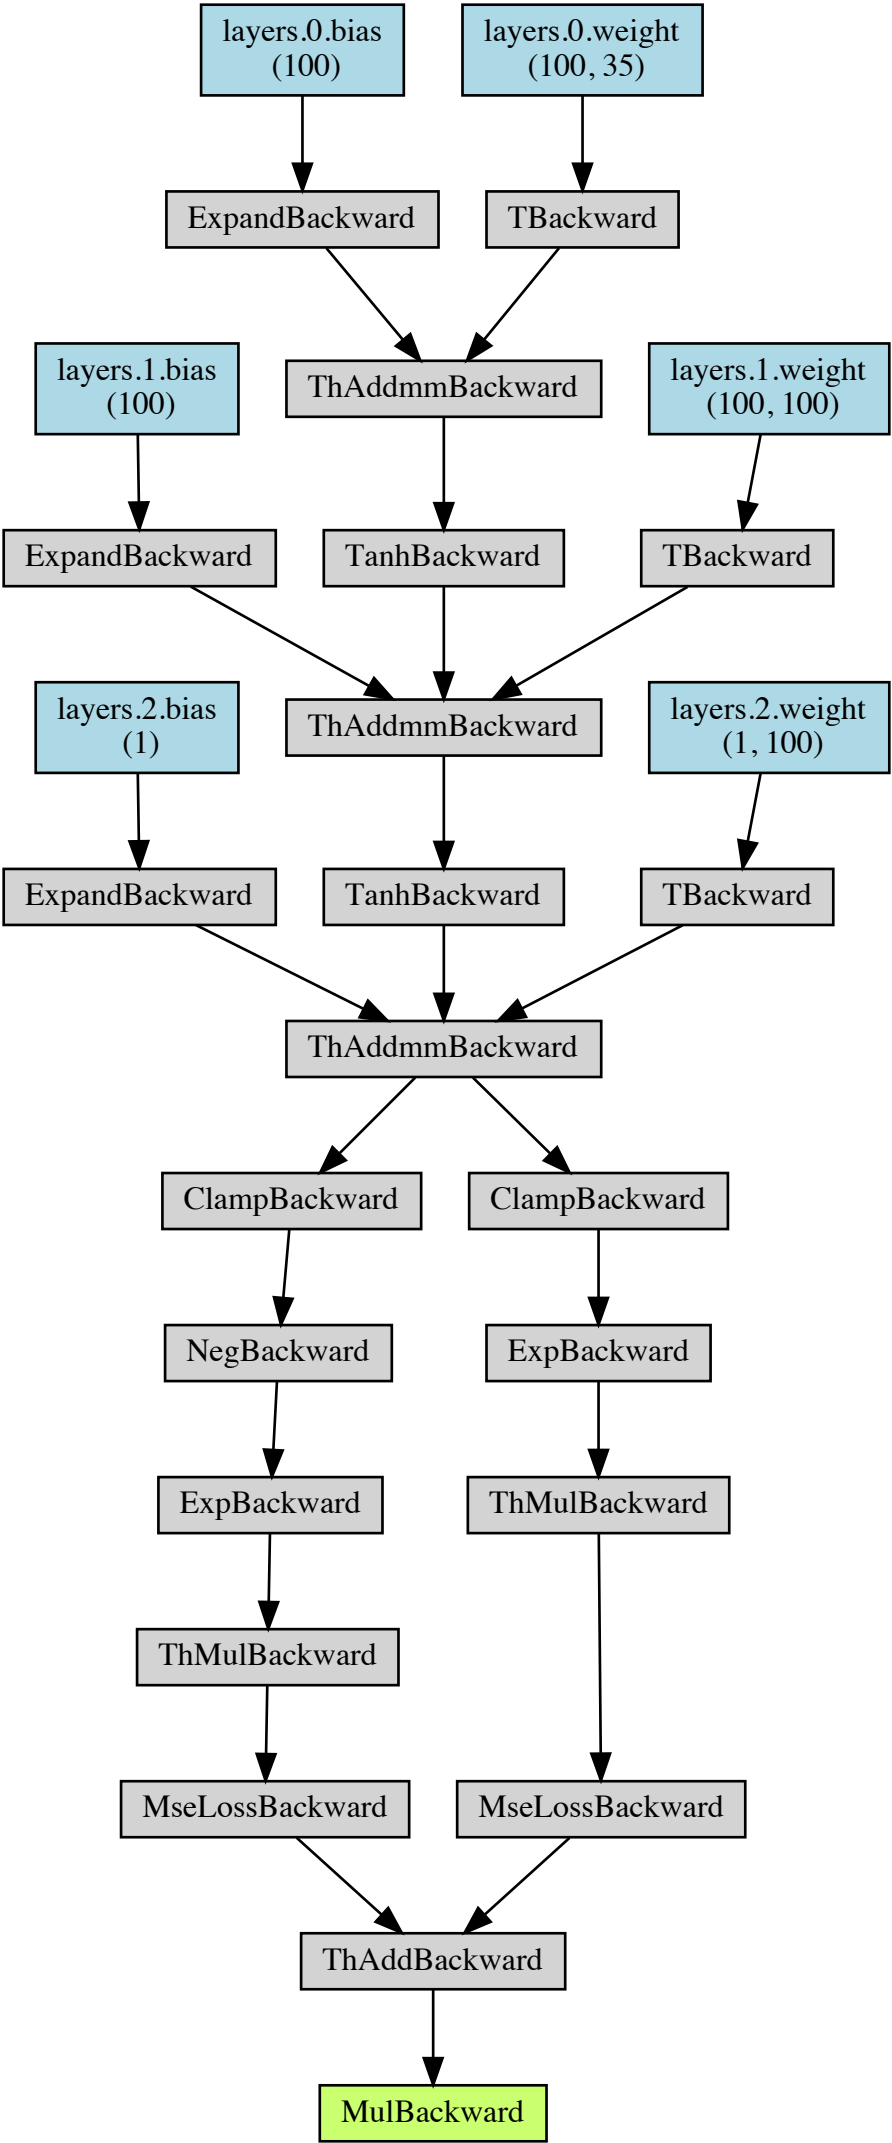 layers.0.bias
(100)
layers.0.weight
(100, 35)
ExpandBackward
TBackward
layers.1.bias
(100)
ThAddmmBackward
layers.1.weight
(100, 100)
ExpandBackward
TanhBackward
TBackward
layers.2.bias
(1)
ThAddmmBackward
layers.2.weight
(1, 100)
ExpandBackward
TanhBackward
TBackward
ThAddmmBackward
ClampBackward
ClampBackward
NegBackward
ExpBackward
ExpBackward
ThMulBackward
ThMulBackward
MseLossBackward
MseLossBackward
ThAddBackward
MulBackward